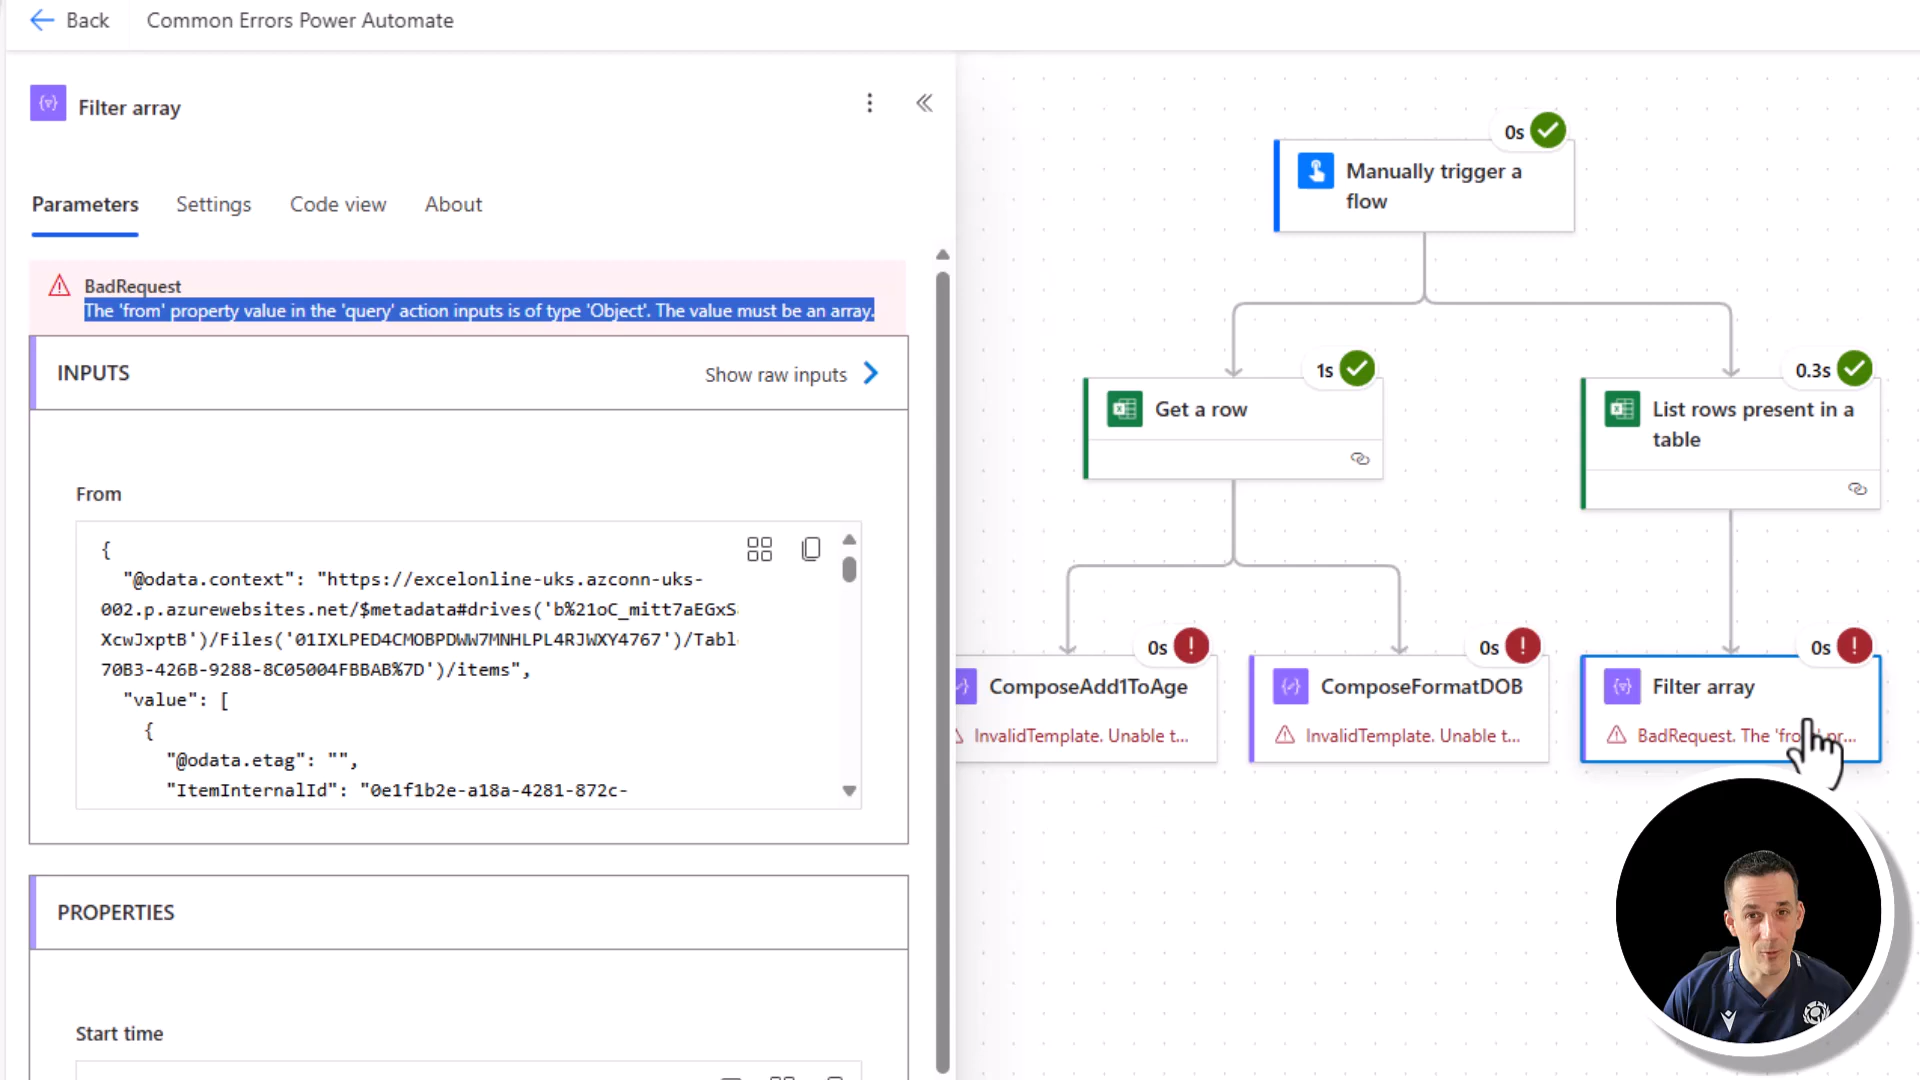 Back
Common Errors Power Automate
Filter array
Parameters
Settings
Code view
About
BadRequest
The 'from' property value in the 'query' action inputs is of type 'Object'. The value must be an array.
INPUTS
Show raw inputs
From
{
"@odata.context": "https://excelonline-uks.azconn-uks-
002.p.azurewebsites.net/$metadata#drives('b%21oC_mitt7aEGxS
XcwJxptB')/Files('01IXLPED4CMOBPDWW7MNHLPL4RJWXY4767')/Tabl
70B3-426B-9288-8C05004FBBAB%7D')/items",
"value": [
{
"@odata.etag": "",
"ItemInternalId": "0e1f1b2e-a18a-4281-872c-
PROPERTIES
Start time
0s
Manually trigger a
flow
1s
Get a row
0.3s
List rows present in a
table
0s
ComposeAdd1ToAge
InvalidTemplate. Unable t...
0s
ComposeFormatDOB
InvalidTemplate. Unable t...
0s
Filter array
BadRequest. The 'fro pr...